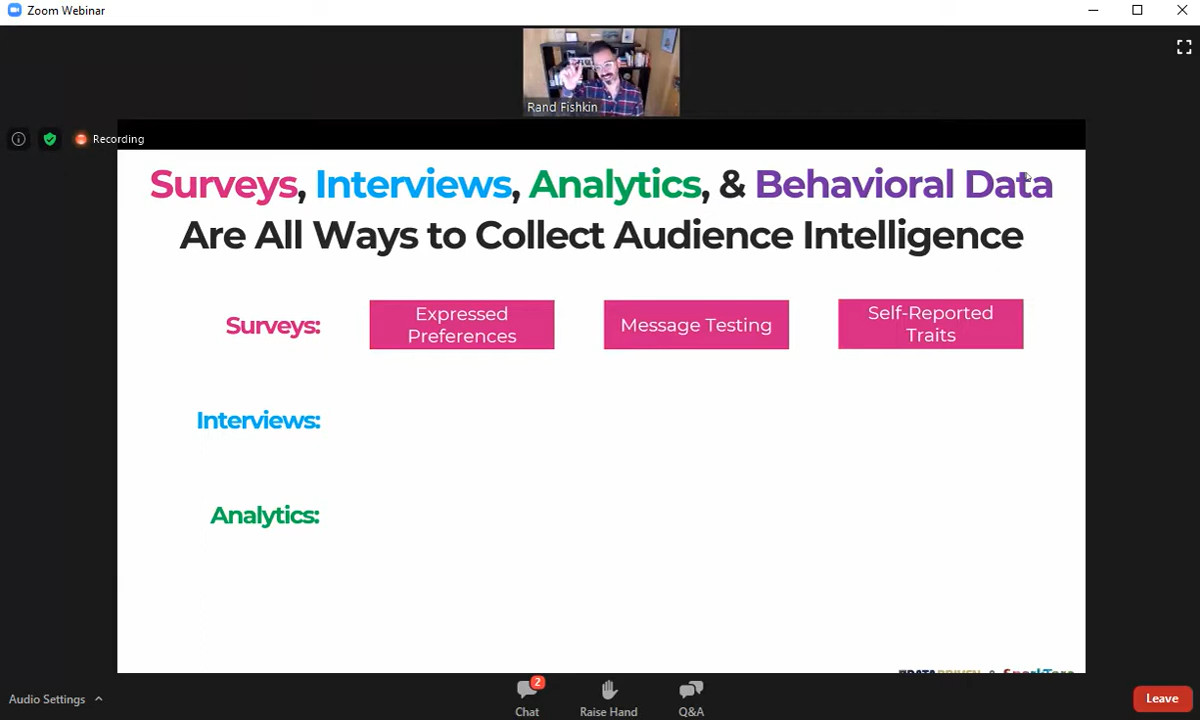 Zoom Webinar
Rand Fishkin
Recording
Surveys, Interviews, Analytics, & Behavioral Data
Are All Ways to Collect Audience Intelligence
Surveys:
Expressed
Preferences
Message Testing
Self-Reported
Traits
Interviews:
Analytics:
Audio Settings
2
Chat
Raise Hand
Q&A
Leave